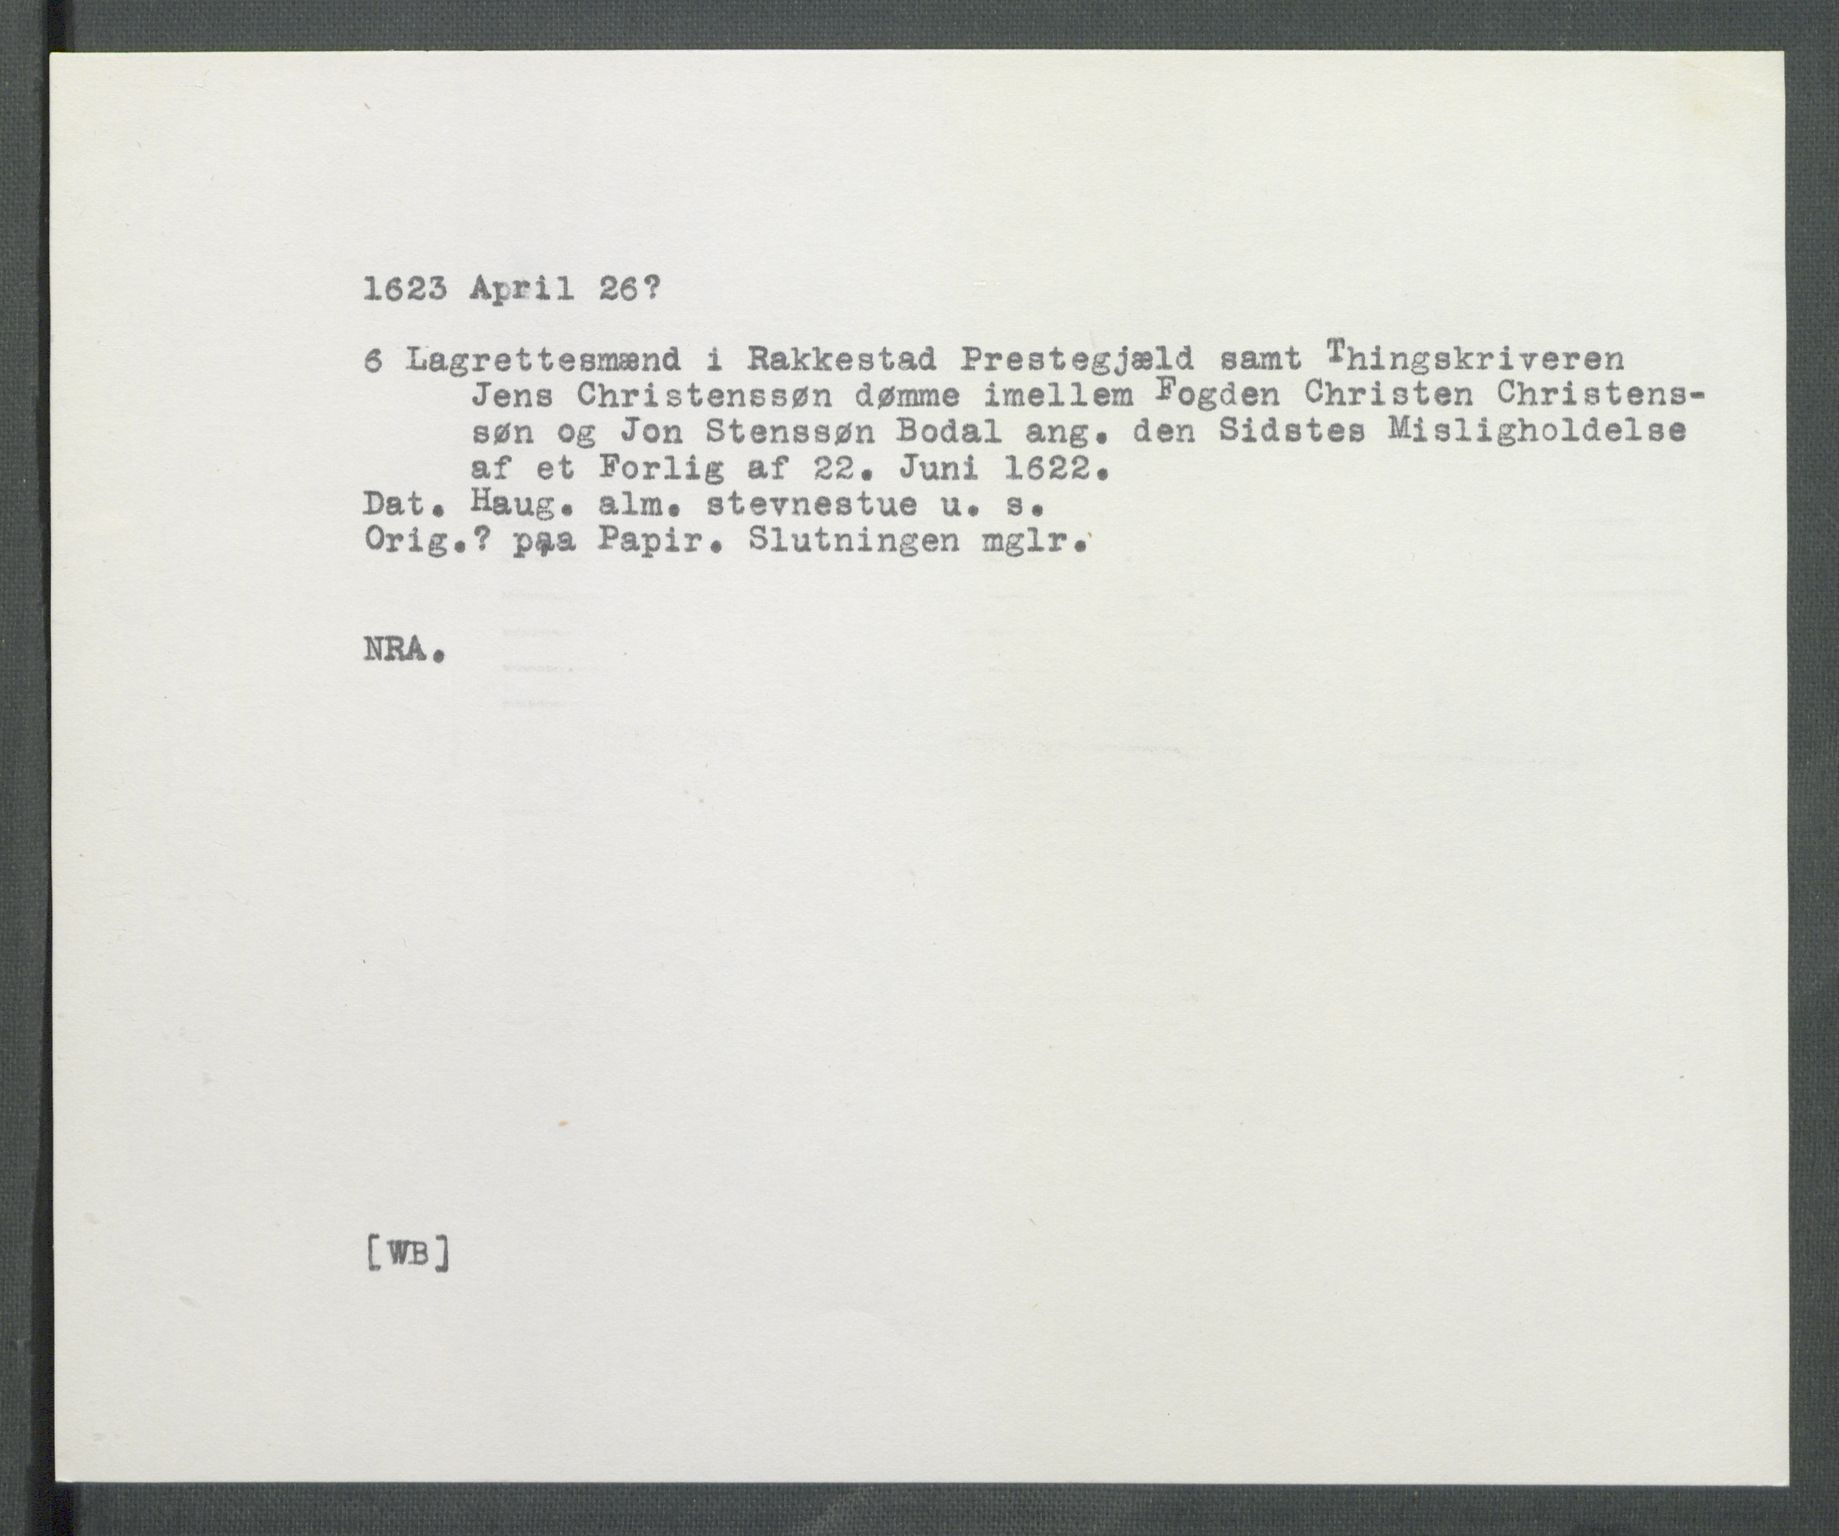 1623 April 26?
6 Lagrettesmænd i Rakkestad Prestegjæld samt Thingskriveren
Jens Christenssøn dømme imellem Fogden Christen Christens-
søn og Jon Stenssøn Bodal ang. den Sidstes Misligholdelse
af et Forlig af 22. Juni 1622.
Dat. Haug. alm. stevnestue u. s.
Orig.? paa Papir. Slutningen mglr.
NRA.
[WB]